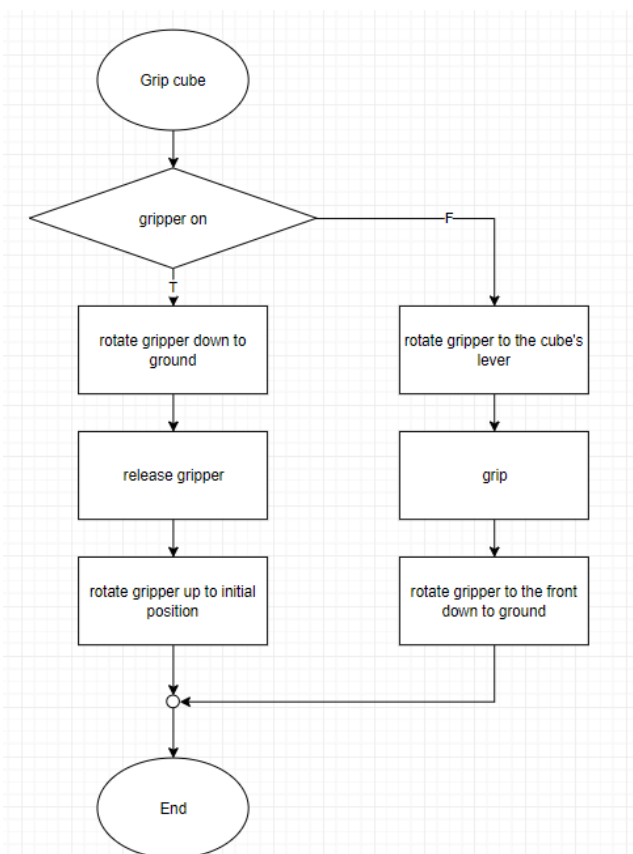 Grip cube
gripper on
F
T
rotate gripper down to
ground
rotate gripper to the cube's
lever
release gripper
grip
rotate gripper up to initial
position
rotate gripper to the front
down to ground
End